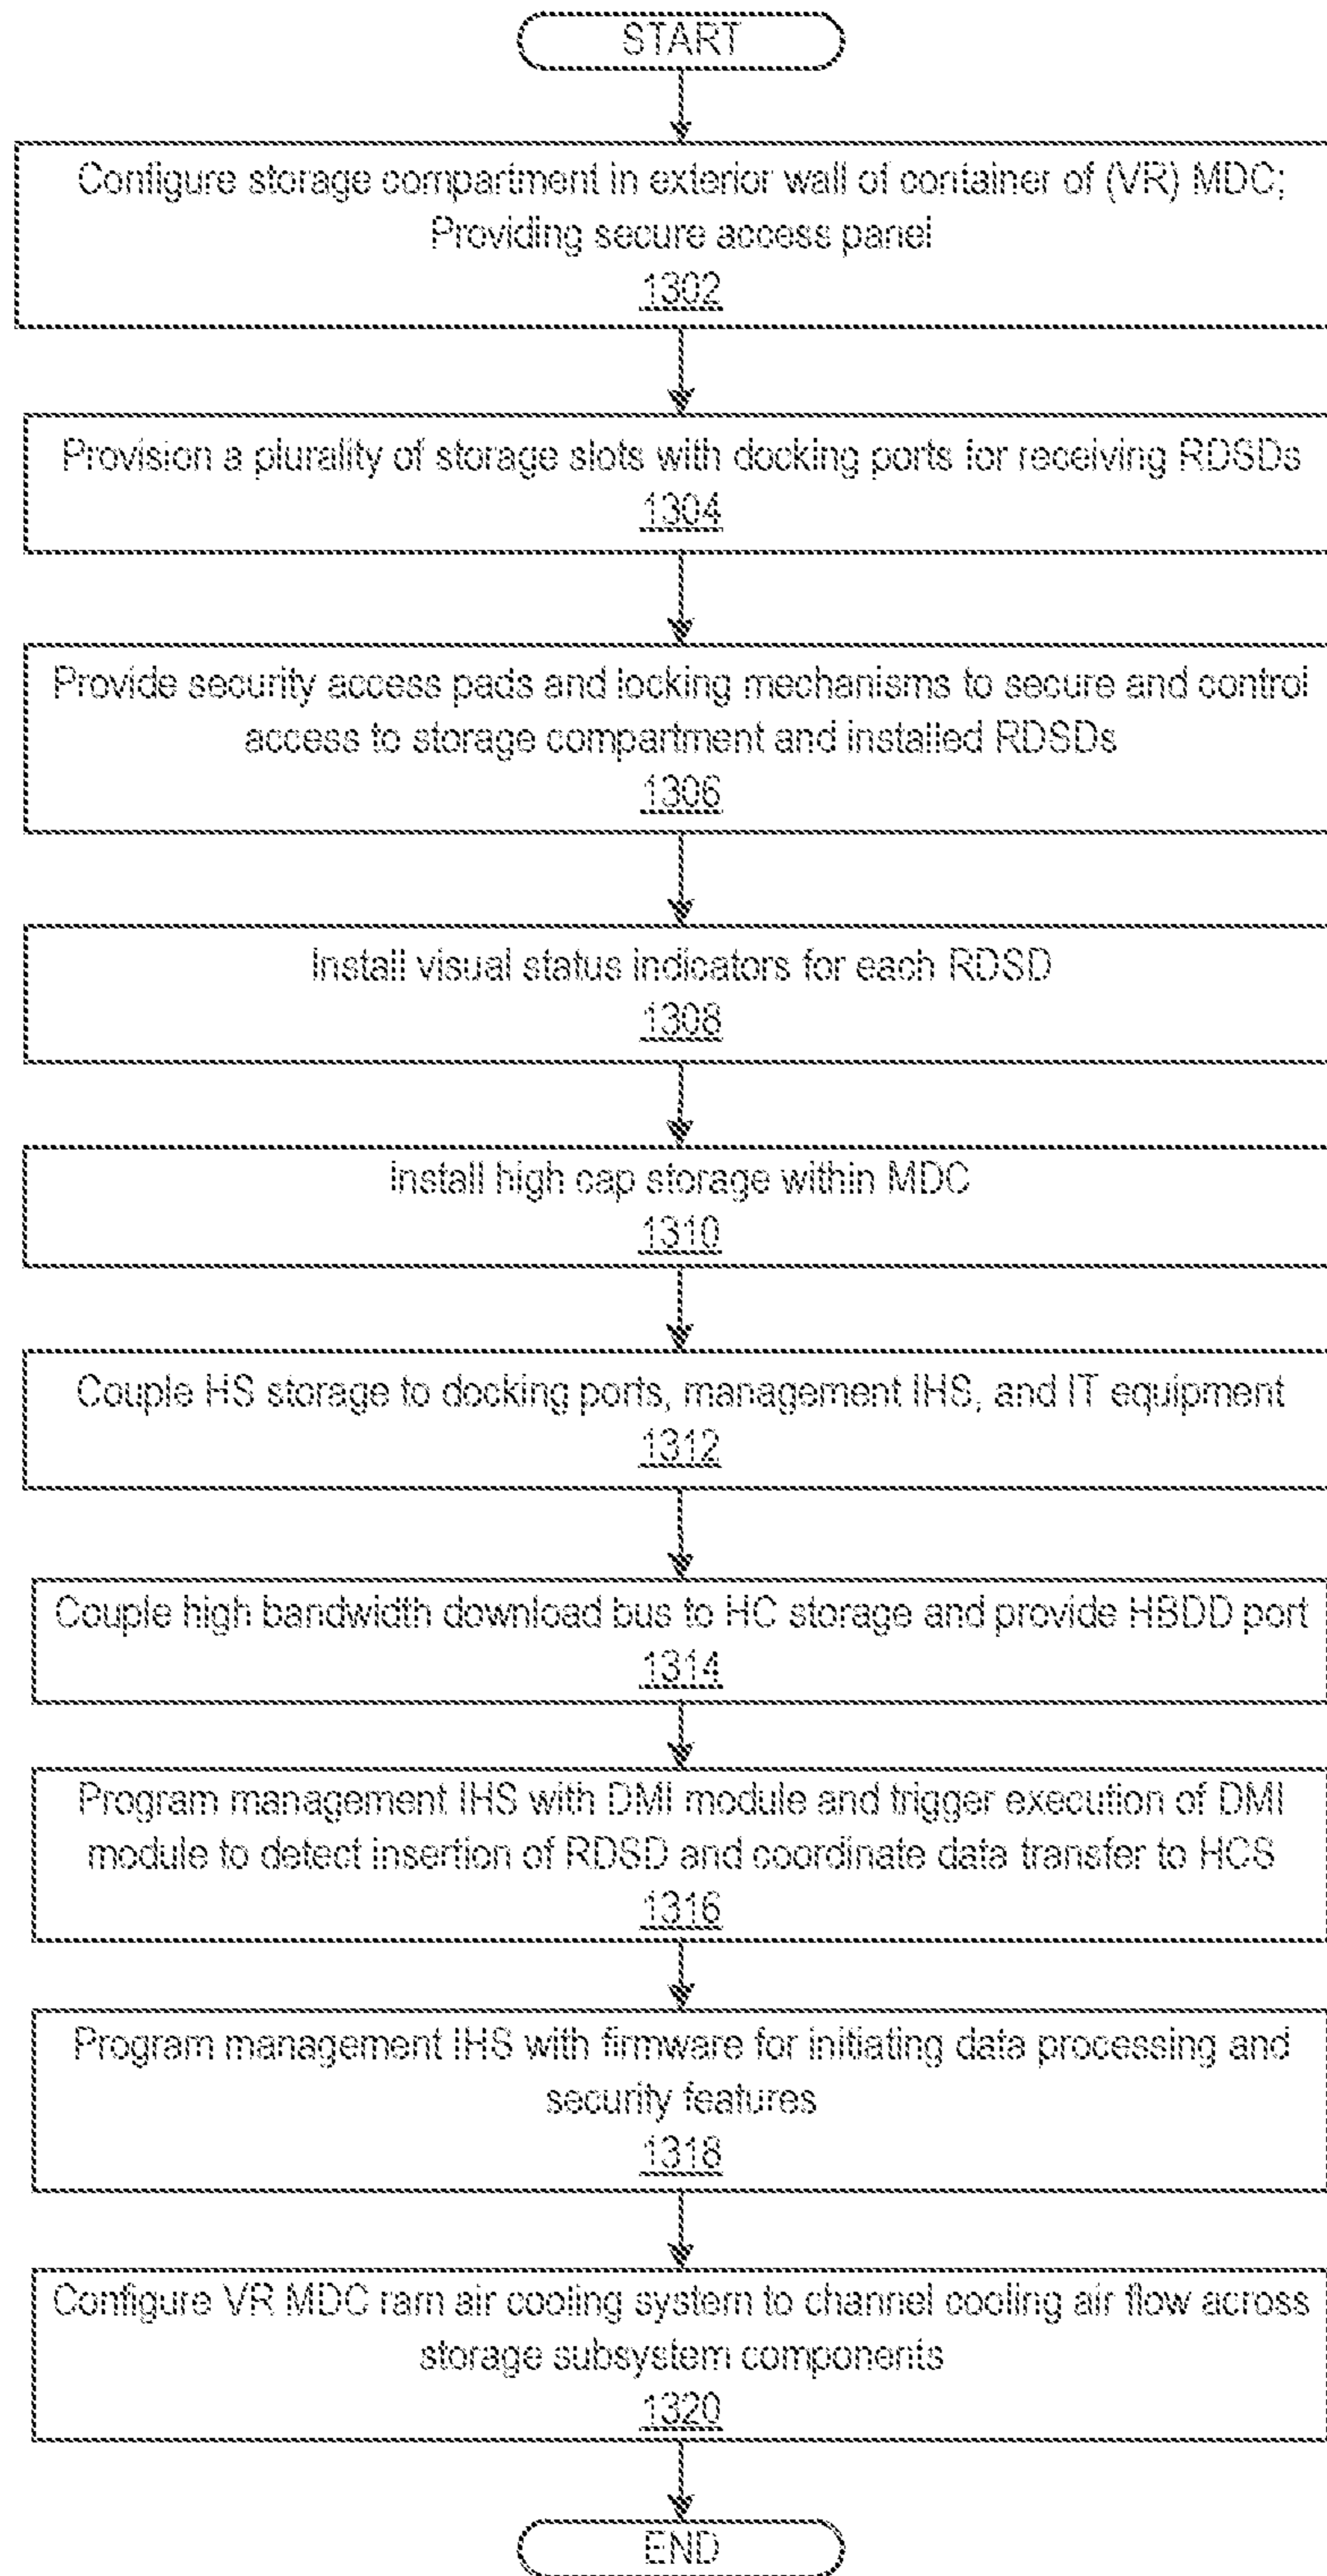 START
Configure storage compartment in exterior wall of container of (VR) MDC;
Providing secure access panel
1302
Provision a plurality of storage slots with docking ports for receiving RDSDs
1304
Provide security access pads and locking mechanisms to secure and control
access to storage compartment and installed RDSDs
1306
Install visual status indicators for each RDSD
1308
Install high cap storage within MDC
1310
Couple HS storage to docking ports, management IHS, and IT equipment
1312
Couple high bandwidth download bus to HC storage and provide HBDD port
1314
Program management IHS with DMI module and trigger execution of DMI
module to detect insertion of RDSD and coordinate data transfer to HCS
1316
Program management IHS with firmware for initiating data processing and
security features
1318
Configure VR MDC ram air cooling system to channel cooling air flow across
storage subsystem components
1320
END